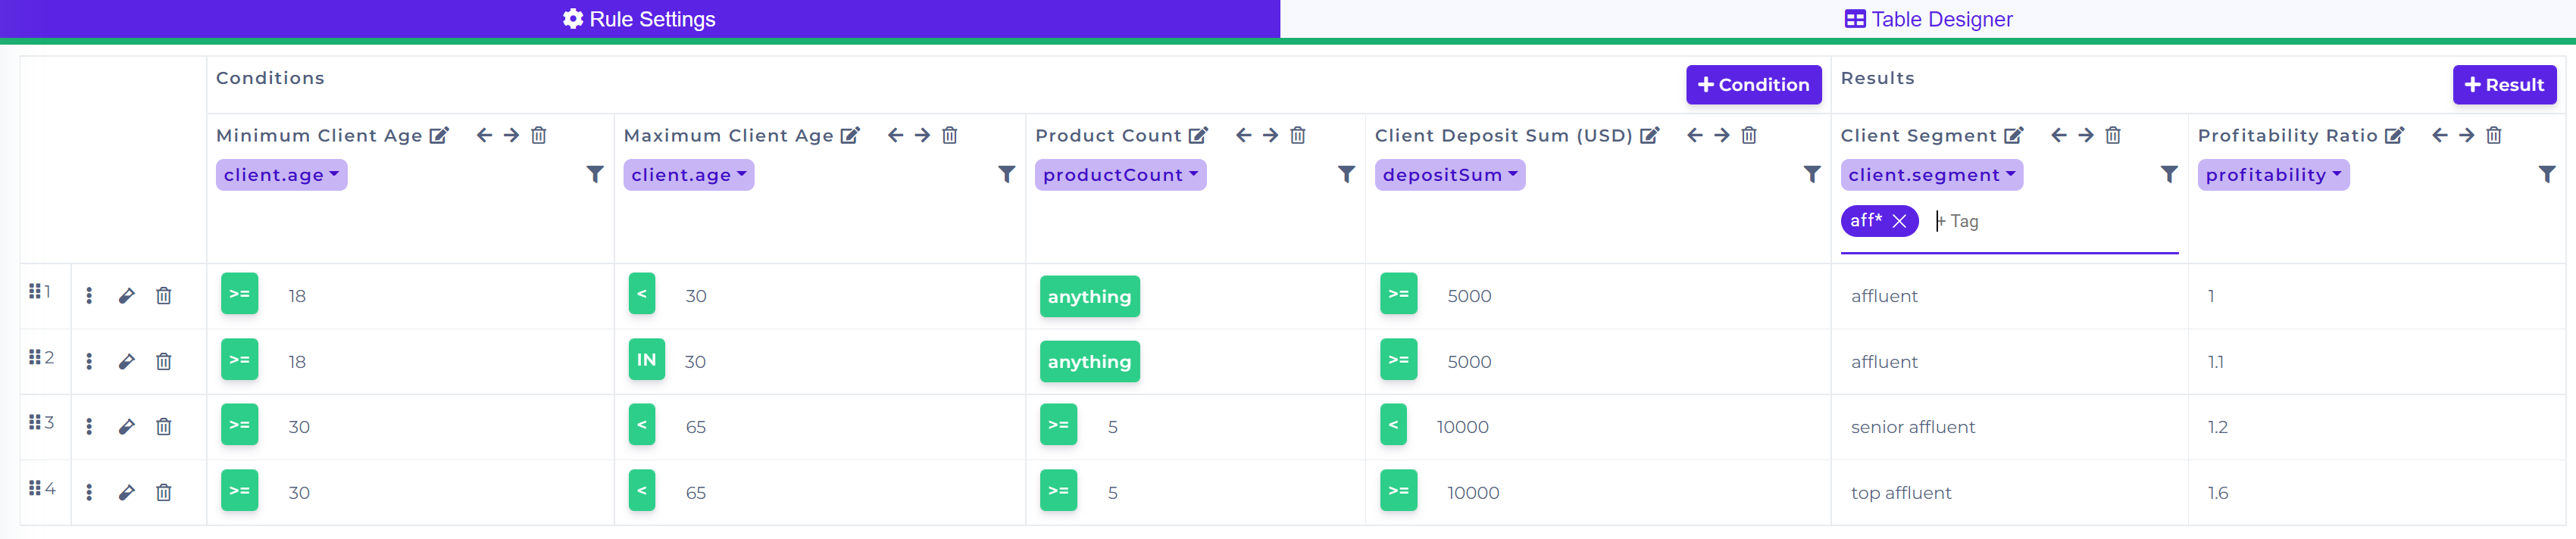 Rule Settings Table Designer
Conditions + Condition Results + Result
Minimum Client Age Maximum Client Age Product Count Client Deposit Sum (USD) Client Segment Profitability Ratio
client.age client.age productCount depositSum client.segment profitability
aff* + Tag
1 >= 18 < 30 anything >= 5000 affluent 1
2 >= 18 IN 30 anything >= 5000 affluent 1.1
3 >= 30 < 65 >= 5 < 10000 senior affluent 1.2
4 >= 30 < 65 >= 5 >= 10000 top affluent 1.6